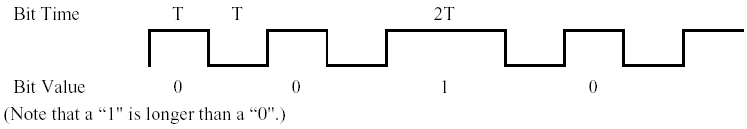 Bit Time T T 2T
Bit Value 0 0 1 0
(Note that a “1" is longer than a “0".)